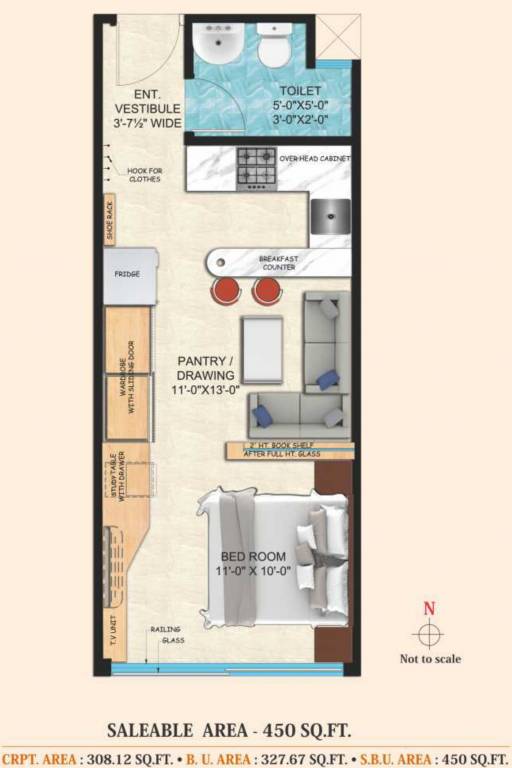 TOILET
5'-0"X5'-0"
3'-0"X2'-0"
ENT.
VESTIBULE
3'-7½" WIDE
OVER-HEAD CABINET
HOOK FOR
CLOTHES
SHOE RACK
BREAKFAST
COUNTER
FRIDGE
PANTRY /
DRAWING
11'-0"X13'-0"
WARDROBE
WITH SLIDING DOOR
2' HT. BOOK SHELF
AFTER FULL HT. GLASS
STUDY TABLE
WITH DRAWER
BED ROOM
11'-0" X 10'-0"
T.V UNIT
RAILING
GLASS
N
Not to scale
SALEABLE AREA - 450 SQ.FT.
CRPT. AREA : 308.12 SQ.FT. • B. U. AREA : 327.67 SQ.FT. • S.B.U. AREA : 450 SQ.FT.